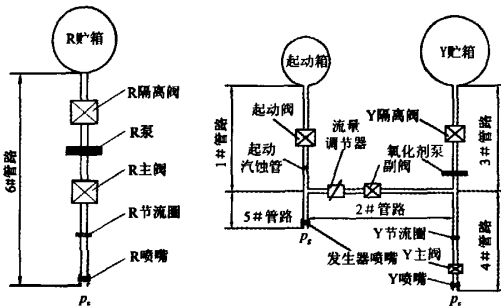 R贮箱
R隔离阀
R泵
R主阀
R节流圈
R喷嘴
6#管路
起动箱
起动阀
起动
汽蚀管
1#管路
5#管路
发生器喷嘴
流量
调节器
副阀
2#管路
Y贮箱
Y隔离阀
氧化剂泵
Y节流圈
Y主阀
Y喷嘴
3#管路
4#管路